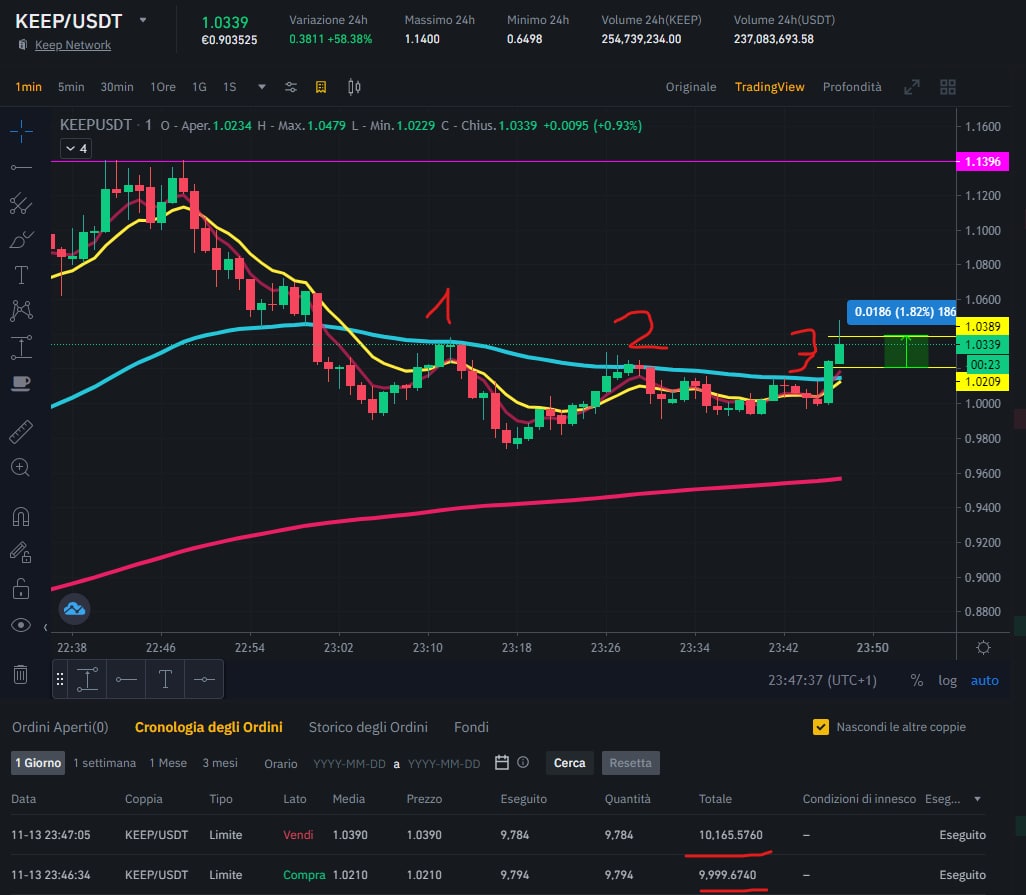 KEEP/USDT
Keep Network
1.0339
€0.903525
Variazione 24h
0.3811 +58.38%
Massimo 24h
1.1400
Minimo 24h
0.6498
Volume 24h(KEEP)
254,739,234.00
Volume 24h(USDT)
237,083,693.58
1min 5min 30min 1Ore 1G 1S
Originale TradingView Profondità
KEEPUSDT · 1 O - Aper.1.0234 H - Max.1.0479 L - Min.1.0229 C - Chius.1.0339 +0.0095 (+0.93%)
4
1.1600
1.1396
1.1200
1.1000
1.0800
1.0600
1
2
3
0.0186 (1.82%) 186
1.0389
1.0339
00:23
1.0209
1.0000
0.9800
0.9600
0.9400
0.9200
0.9000
0.8800
22:38 22:46 22:54 23:02 23:10 23:18 23:26 23:34 23:42 23:50
T
23:47:37 (UTC+1) % log auto
Ordini Aperti(0) Cronologia degli Ordini Storico degli Ordini Fondi
Nascondi le altre coppie
1 Giorno 1 settimana 1 Mese 3 mesi Orario YYYY-MM-DD a YYYY-MM-DD Cerca Resetta
Data Coppia Tipo Lato Media Prezzo Eseguito Quantità Totale Condizioni di innesco Eseg...
11-13 23:47:05 KEEP/USDT Limite Vendi 1.0390 1.0390 9,784 9,784 10,165.5760 – Eseguito
11-13 23:46:34 KEEP/USDT Limite Compra 1.0210 1.0210 9,794 9,794 9,999.6740 – Eseguito